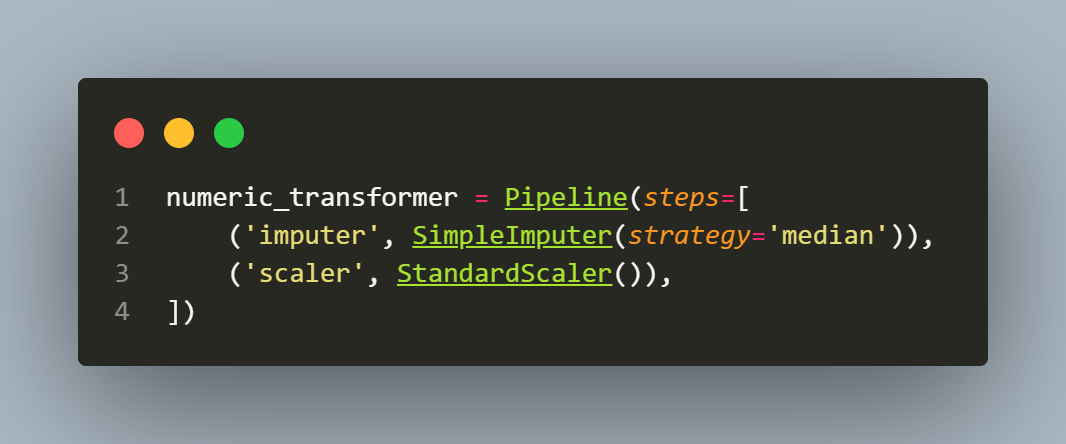 1 numeric_transformer = Pipeline(steps=[
2     ('imputer', SimpleImputer(strategy='median')),
3     ('scaler', StandardScaler()),
4 ])